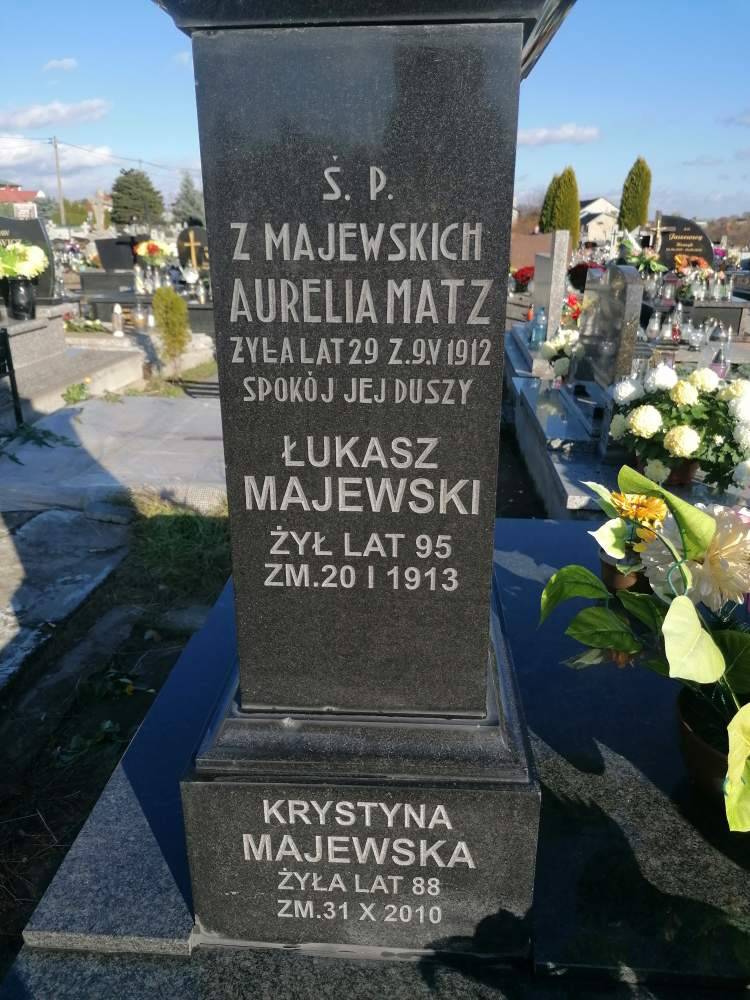 Ś. P.
Z MAJEWSKICH
AURELIA MATZ
ŻYŁA LAT 29 Z.9.V 1912
SPOKÓJ JEJ DUSZY
ŁUKASZ
MAJEWSKI
ŻYŁ LAT 95
ZM.20 I 1913
KRYSTYNA
MAJEWSKA
ŻYŁA LAT 88
ZM.31 X 2010